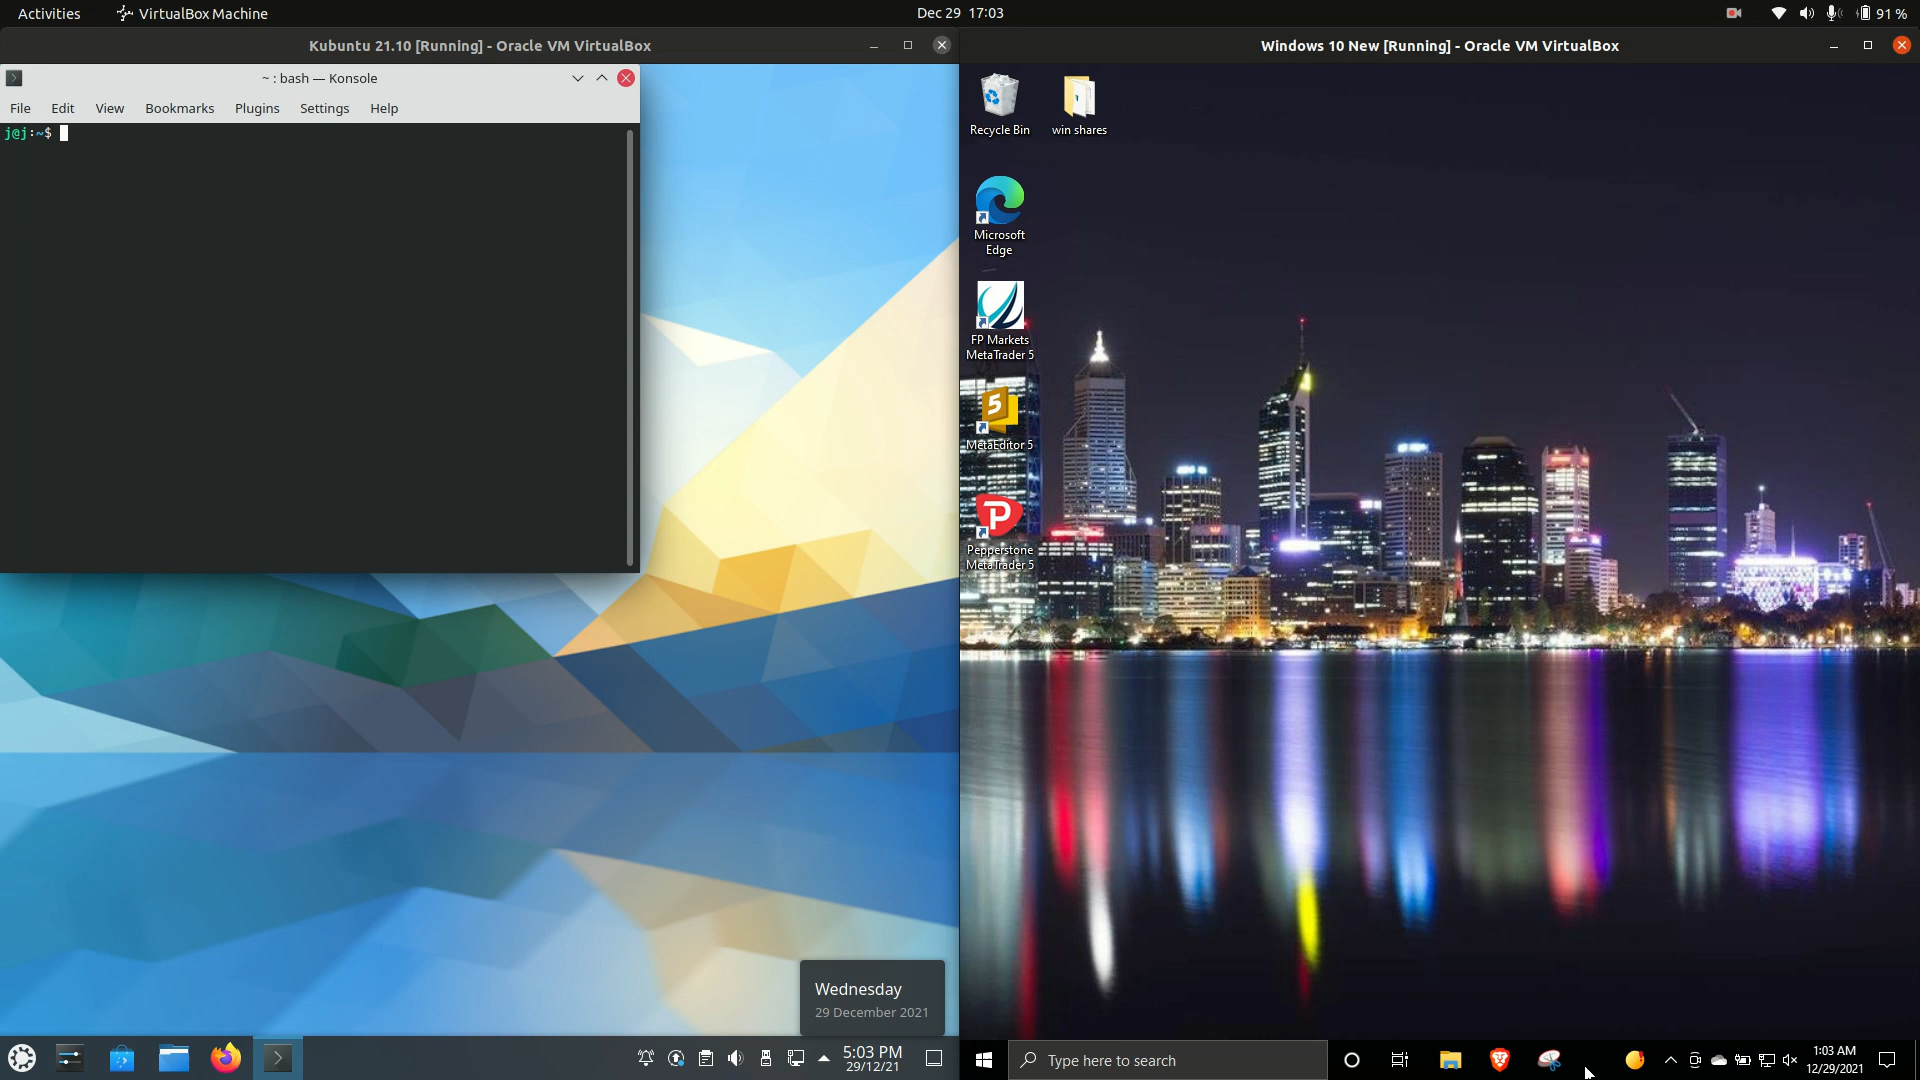 Activities
VirtualBox Machine
Dec 29 17:03
91 %
Kubuntu 21.10 [Running] - Oracle VM VirtualBox
~ : bash — Konsole
File Edit View Bookmarks Plugins Settings Help
j@j:~$
Wednesday
29 December 2021
5:03 PM
29/12/21
Windows 10 New [Running] - Oracle VM VirtualBox
Recycle Bin
win shares
Microsoft
Edge
FP Markets
MetaTrader 5
5
MetaEditor 5
P
Pepperstone
MetaTrader 5
Type here to search
1:03 AM
12/29/2021